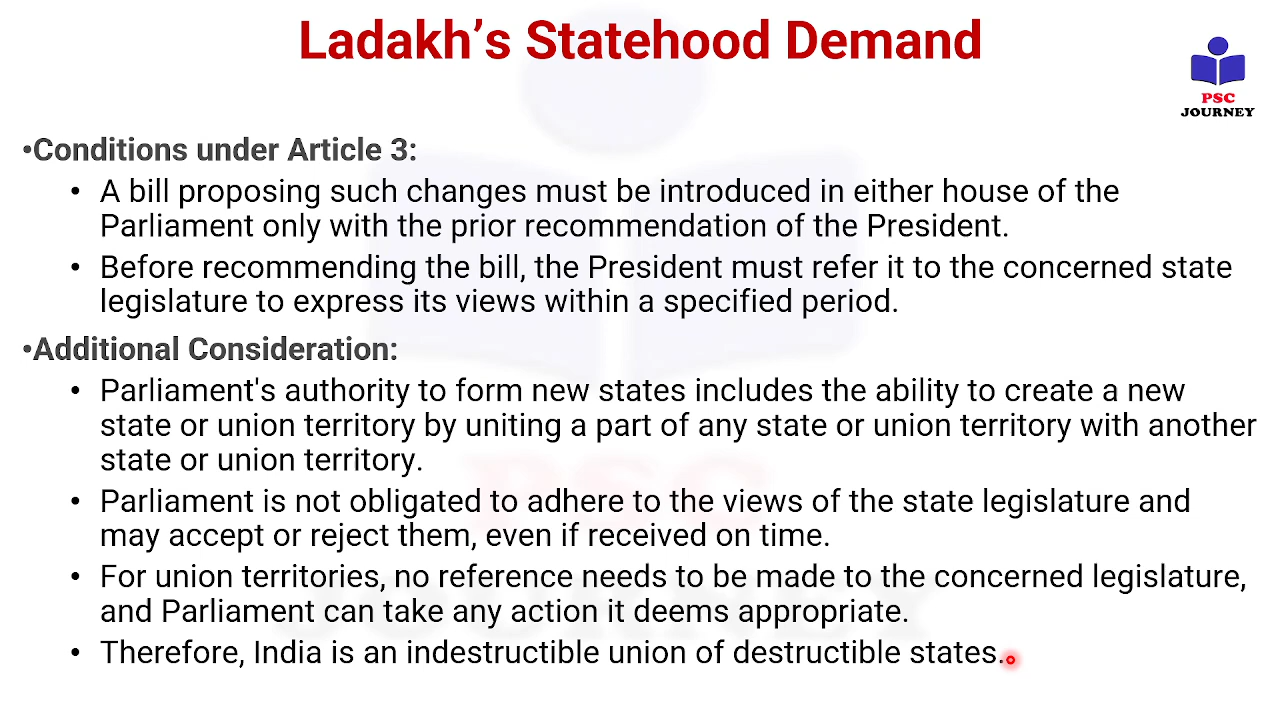 Ladakh’s Statehood Demand
PSC
JOURNEY
•Conditions under Article 3:
• A bill proposing such changes must be introduced in either house of the
Parliament only with the prior recommendation of the President.
• Before recommending the bill, the President must refer it to the concerned state
legislature to express its views within a specified period.
•Additional Consideration:
• Parliament's authority to form new states includes the ability to create a new
state or union territory by uniting a part of any state or union territory with another
state or union territory.
• Parliament is not obligated to adhere to the views of the state legislature and
may accept or reject them, even if received on time.
• For union territories, no reference needs to be made to the concerned legislature,
and Parliament can take any action it deems appropriate.
• Therefore, India is an indestructible union of destructible states.
PSC
JOURNEY